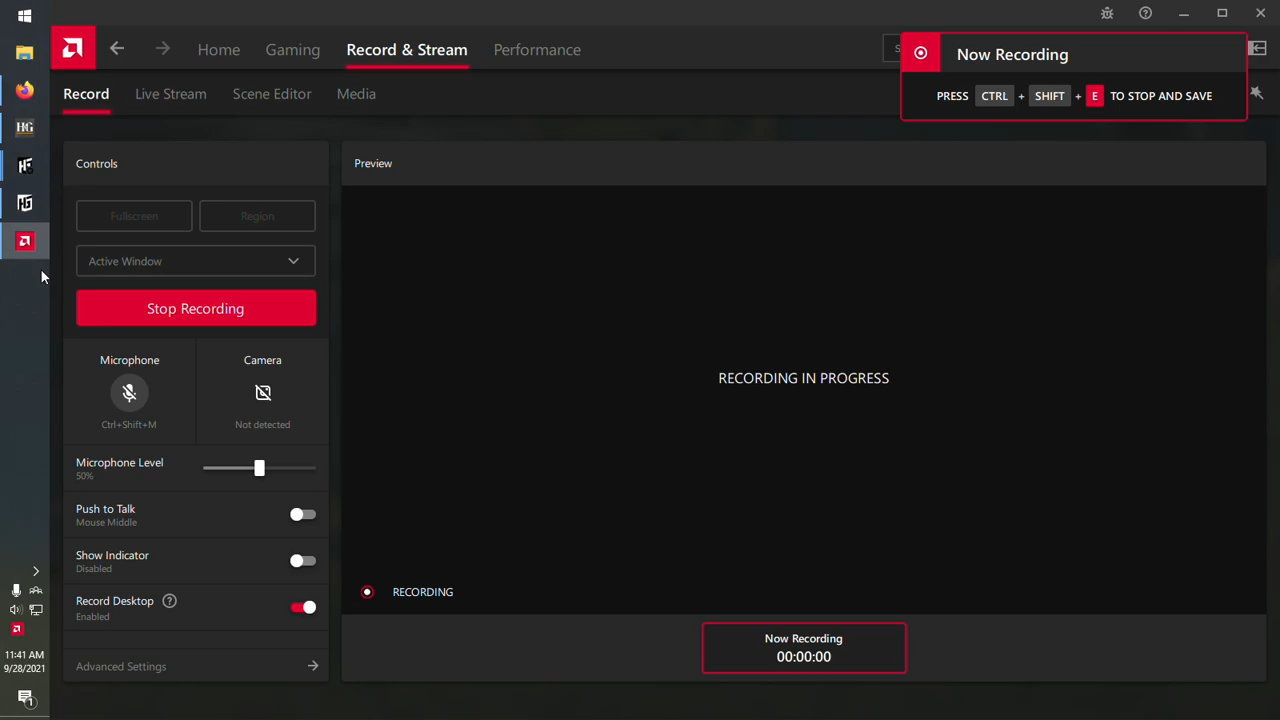 Home
Gaming
Record & Stream
Performance
S
Now Recording
PRESS CTRL + SHIFT + E TO STOP AND SAVE
Record
Live Stream
Scene Editor
Media
Controls
Fullscreen
Region
Active Window
Stop Recording
Microphone
Camera
Ctrl+Shift+M
Not detected
Microphone Level
50%
Push to Talk
Mouse Middle
Show Indicator
Disabled
Record Desktop
Enabled
Advanced Settings
Preview
RECORDING IN PROGRESS
RECORDING
Now Recording
00:00:00
HG
11:41 AM
9/28/2021
1